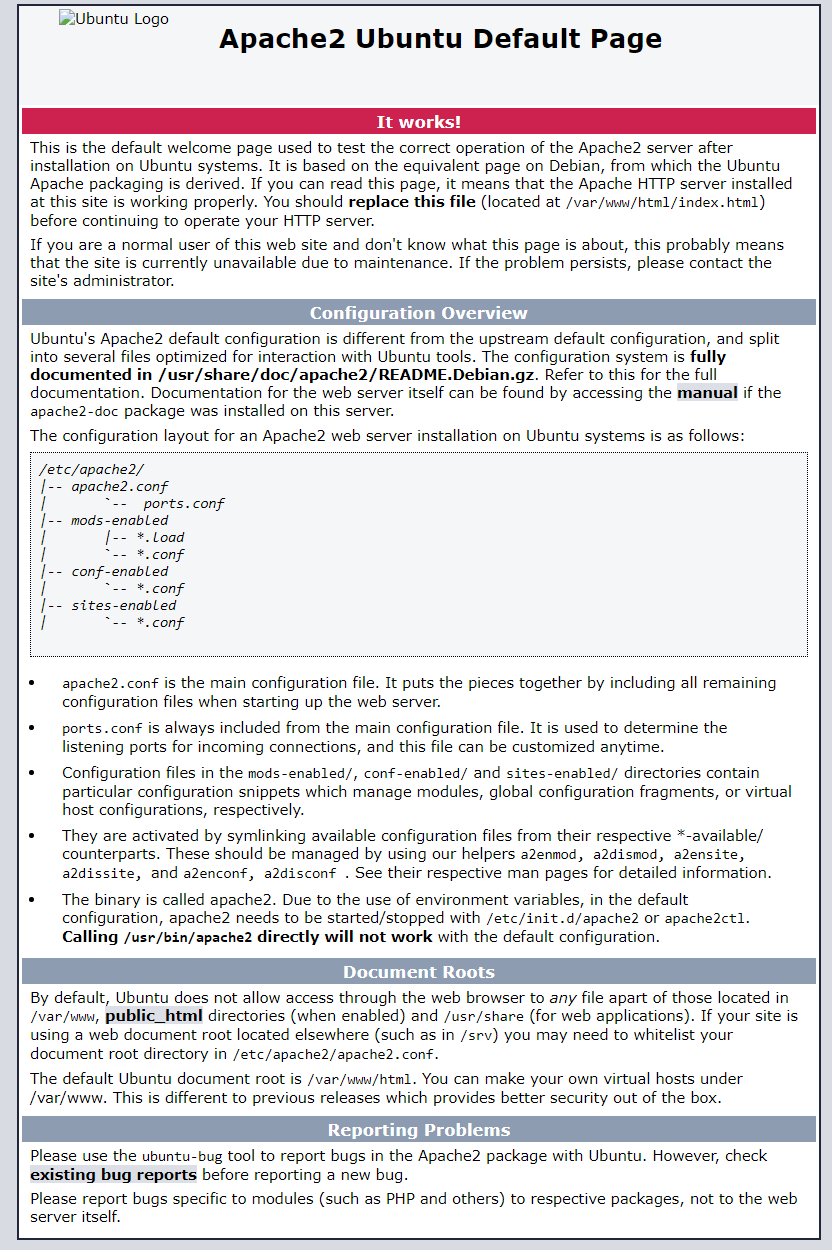 Ubuntu Logo
Apache2 Ubuntu Default Page
It works!
This is the default welcome page used to test the correct operation of the Apache2 server after
installation on Ubuntu systems. It is based on the equivalent page on Debian, from which the Ubuntu
Apache packaging is derived. If you can read this page, it means that the Apache HTTP server installed
at this site is working properly. You should replace this file (located at /var/www/html/index.html)
before continuing to operate your HTTP server.
If you are a normal user of this web site and don't know what this page is about, this probably means
that the site is currently unavailable due to maintenance. If the problem persists, please contact the
site's administrator.
Configuration Overview
Ubuntu's Apache2 default configuration is different from the upstream default configuration, and split
into several files optimized for interaction with Ubuntu tools. The configuration system is fully
documented in /usr/share/doc/apache2/README.Debian.gz. Refer to this for the full
documentation. Documentation for the web server itself can be found by accessing the manual if the
apache2-doc package was installed on this server.
The configuration layout for an Apache2 web server installation on Ubuntu systems is as follows:
/etc/apache2/
|-- apache2.conf
|       `--  ports.conf
|-- mods-enabled
|       |-- *.load
|       `-- *.conf
|-- conf-enabled
|       `-- *.conf
|-- sites-enabled
|       `-- *.conf
• apache2.conf is the main configuration file. It puts the pieces together by including all remaining
configuration files when starting up the web server.
• ports.conf is always included from the main configuration file. It is used to determine the
listening ports for incoming connections, and this file can be customized anytime.
• Configuration files in the mods-enabled/, conf-enabled/ and sites-enabled/ directories contain
particular configuration snippets which manage modules, global configuration fragments, or virtual
host configurations, respectively.
• They are activated by symlinking available configuration files from their respective *-available/
counterparts. These should be managed by using our helpers a2enmod, a2dismod, a2ensite,
a2dissite, and a2enconf, a2disconf . See their respective man pages for detailed information.
• The binary is called apache2. Due to the use of environment variables, in the default
configuration, apache2 needs to be started/stopped with /etc/init.d/apache2 or apache2ctl.
Calling /usr/bin/apache2 directly will not work with the default configuration.
Document Roots
By default, Ubuntu does not allow access through the web browser to any file apart of those located in
/var/www, public_html directories (when enabled) and /usr/share (for web applications). If your site is
using a web document root located elsewhere (such as in /srv) you may need to whitelist your
document root directory in /etc/apache2/apache2.conf.
The default Ubuntu document root is /var/www/html. You can make your own virtual hosts under
/var/www. This is different to previous releases which provides better security out of the box.
Reporting Problems
Please use the ubuntu-bug tool to report bugs in the Apache2 package with Ubuntu. However, check
existing bug reports before reporting a new bug.
Please report bugs specific to modules (such as PHP and others) to respective packages, not to the web
server itself.